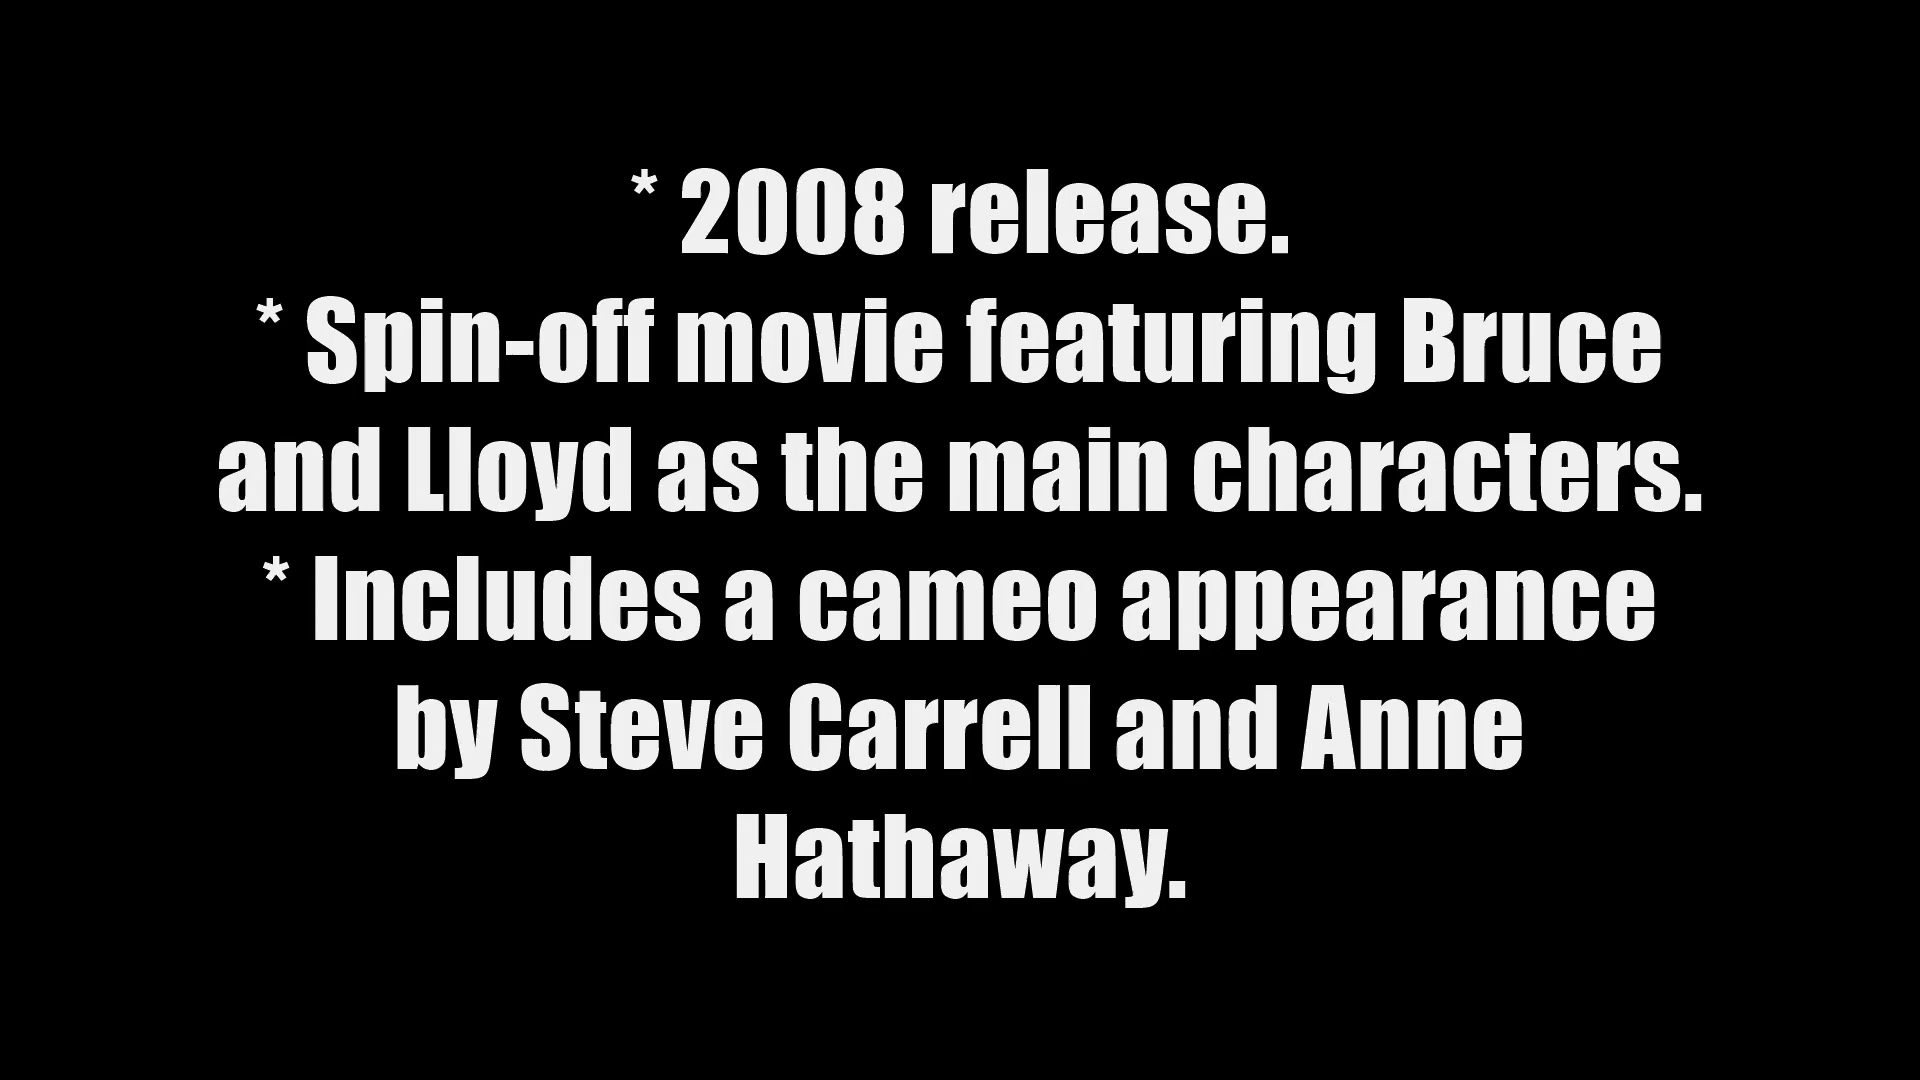 * 2008 release.
* Spin-off movie featuring Bruce
and Lloyd as the main characters.
* Includes a cameo appearance
by Steve Carrell and Anne
Hathaway.